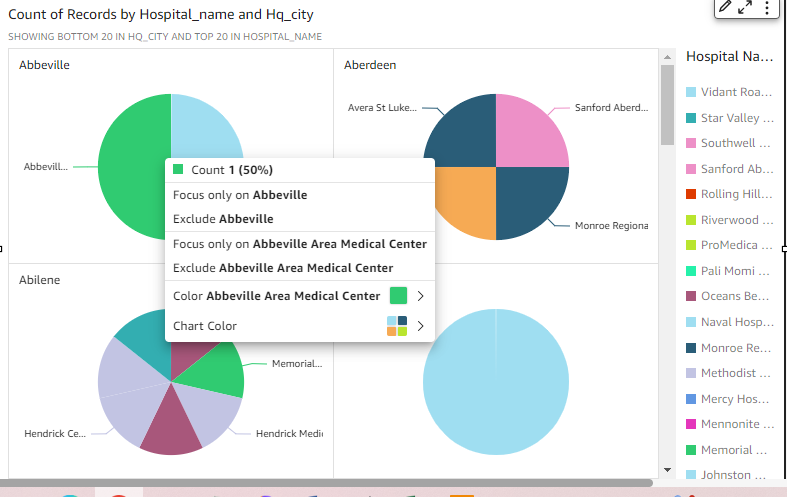 Count of Records by Hospital_name and Hq_city
SHOWING BOTTOM 20 IN HQ_CITY AND TOP 20 IN HOSPITAL_NAME
Abbeville
Abbevill...
Aberdeen
Avera St Luke...
Sanford Aberd...
Monroe Regiona
Count 1 (50%)
Focus only on Abbeville
Exclude Abbeville
Focus only on Abbeville Area Medical Center
Exclude Abbeville Area Medical Center
Color Abbeville Area Medical Center
Chart Color
Abilene
Memorial...
Hendrick Ce...
Hendrick Medi
Hospital Na...
Vidant Roa...
Star Valley ...
Southwell ...
Sanford Ab...
Rolling Hill...
Riverwood ...
ProMedica ...
Pali Momi ...
Oceans Be...
Naval Hosp...
Monroe Re...
Methodist ...
Mercy Hos...
Mennonite ...
Memorial ...
Johnston ...